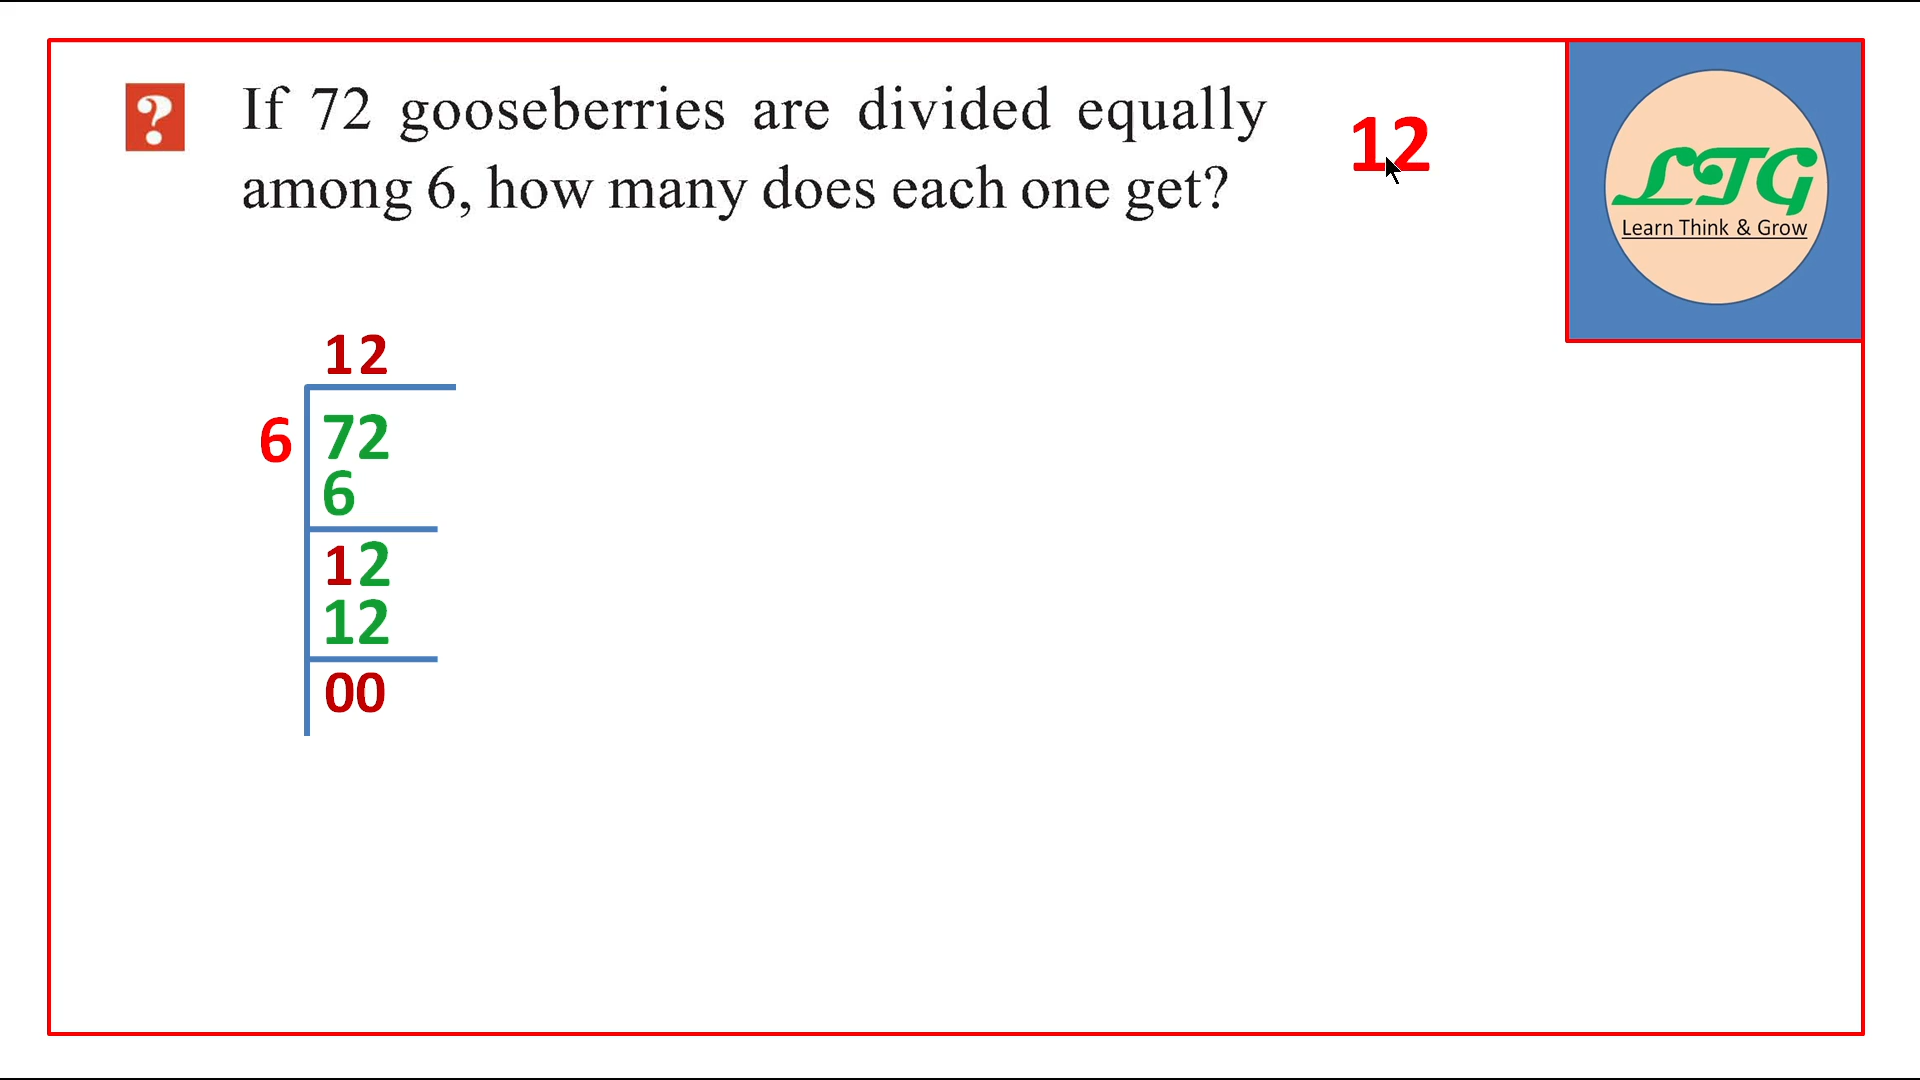 ?
If 72 gooseberries are divided equally
among 6, how many does each one get?
12
LTG
Learn Think & Grow
12
6 72
6
12
12
00